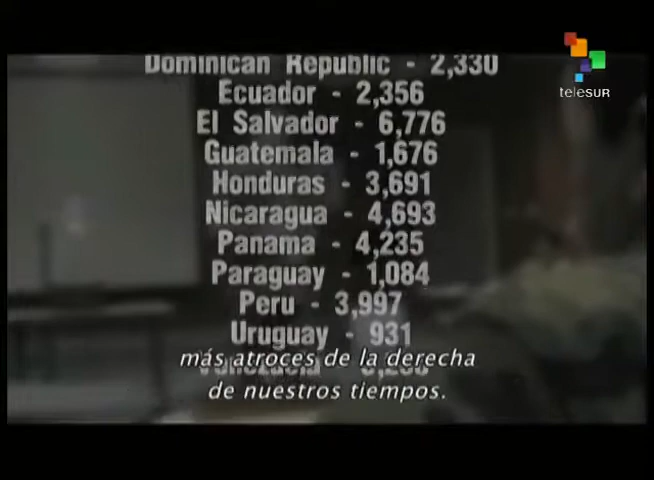 Dominican Republic - 2,330
telesUR
Ecuador - 2,356
El Salvador - 6,776
Guatemala - 1,676
Honduras - 3,691
Nicaragua - 4,693
Panama - 4,235
Paraguay - 1,084
Peru - 3,997
Uruguay - 931
más atroces de la derecha
Venezuela -
de nuestros tiempos.